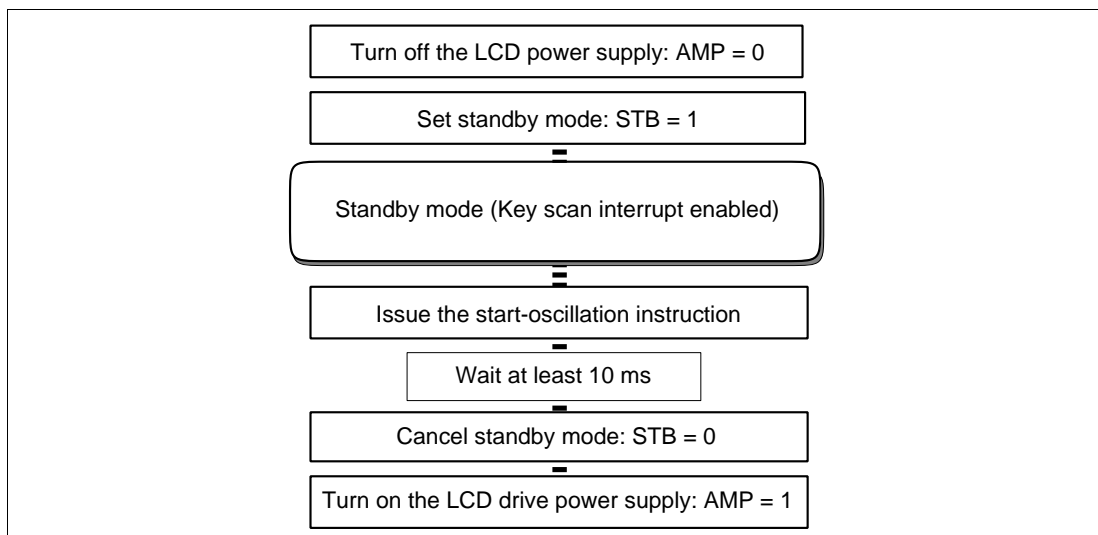 Turn off the LCD power supply: AMP = 0
Set standby mode: STB = 1
Standby mode (Key scan interrupt enabled)
Issue the start-oscillation instruction
Wait at least 10 ms
Cancel standby mode: STB = 0
Turn on the LCD drive power supply: AMP = 1